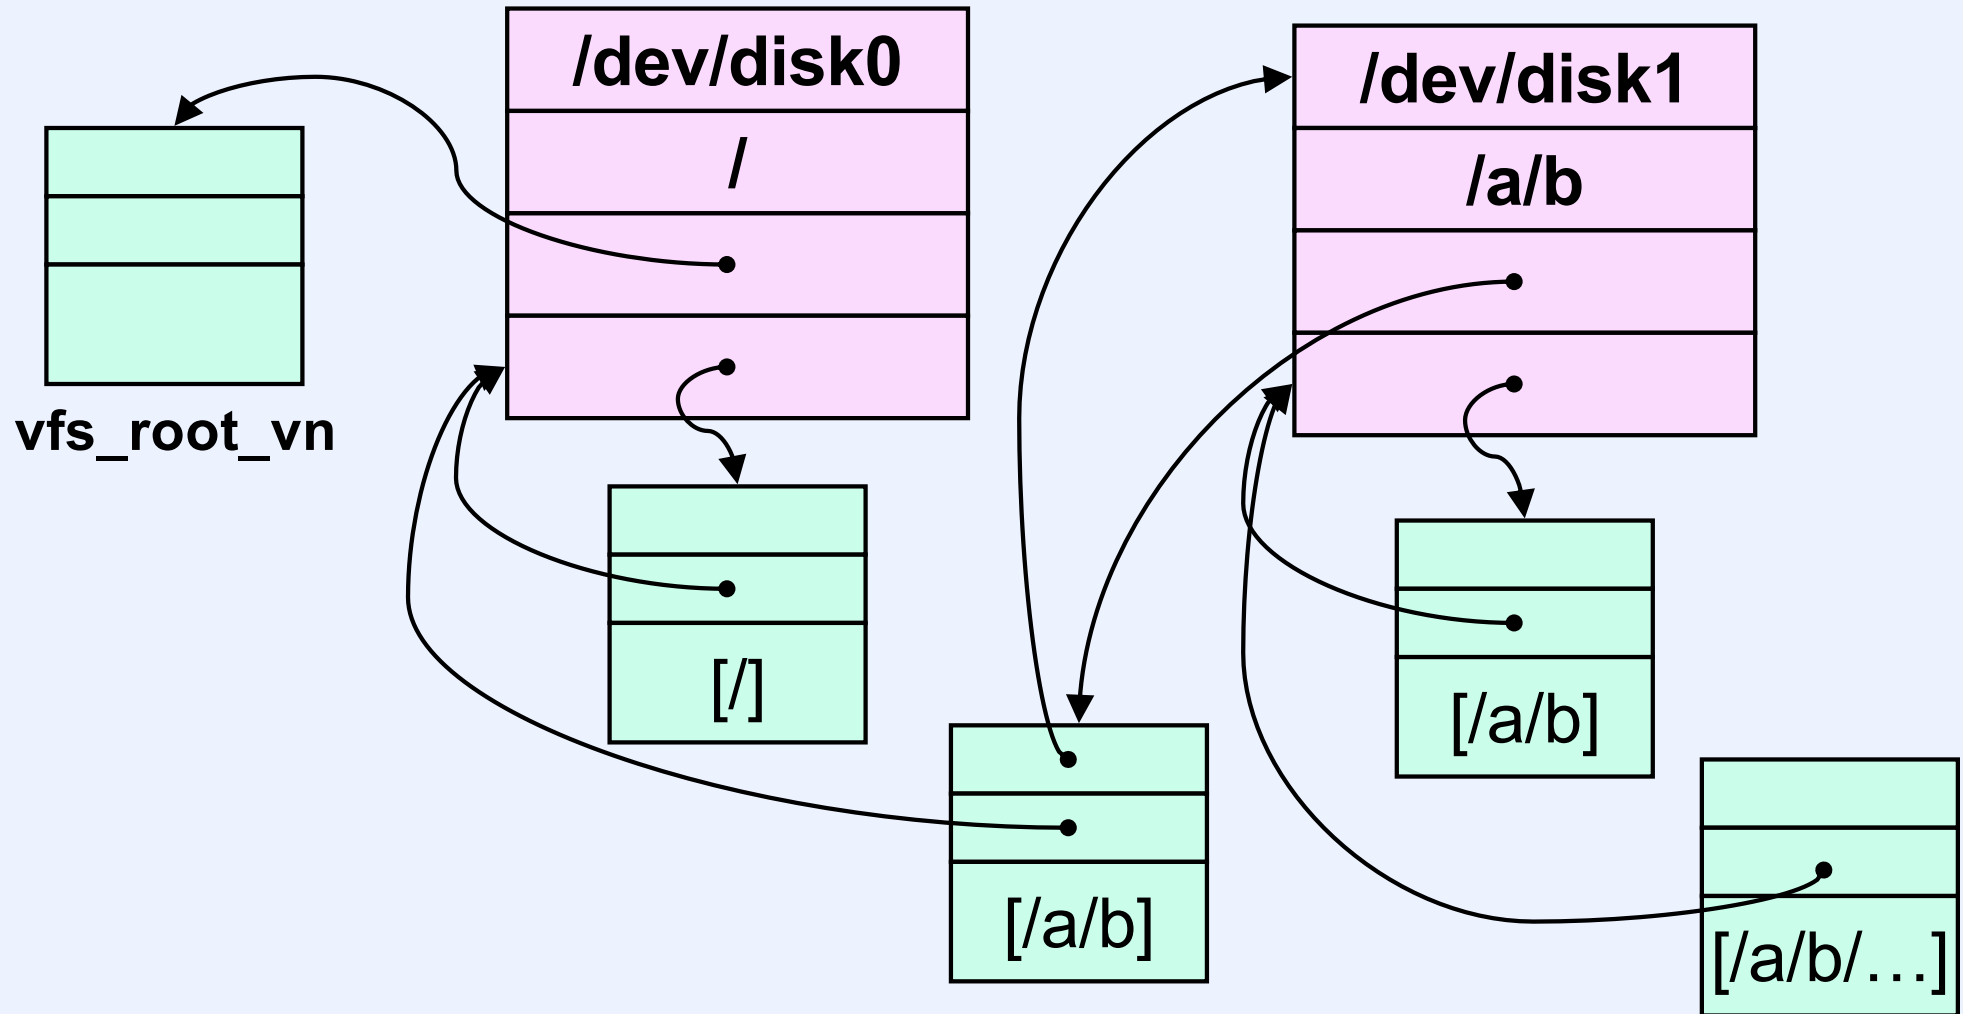 /dev/disk0
/
/dev/disk1
/a/b
vfs_root_vn
[/]
[/a/b]
[/a/b]
[/a/b/…]